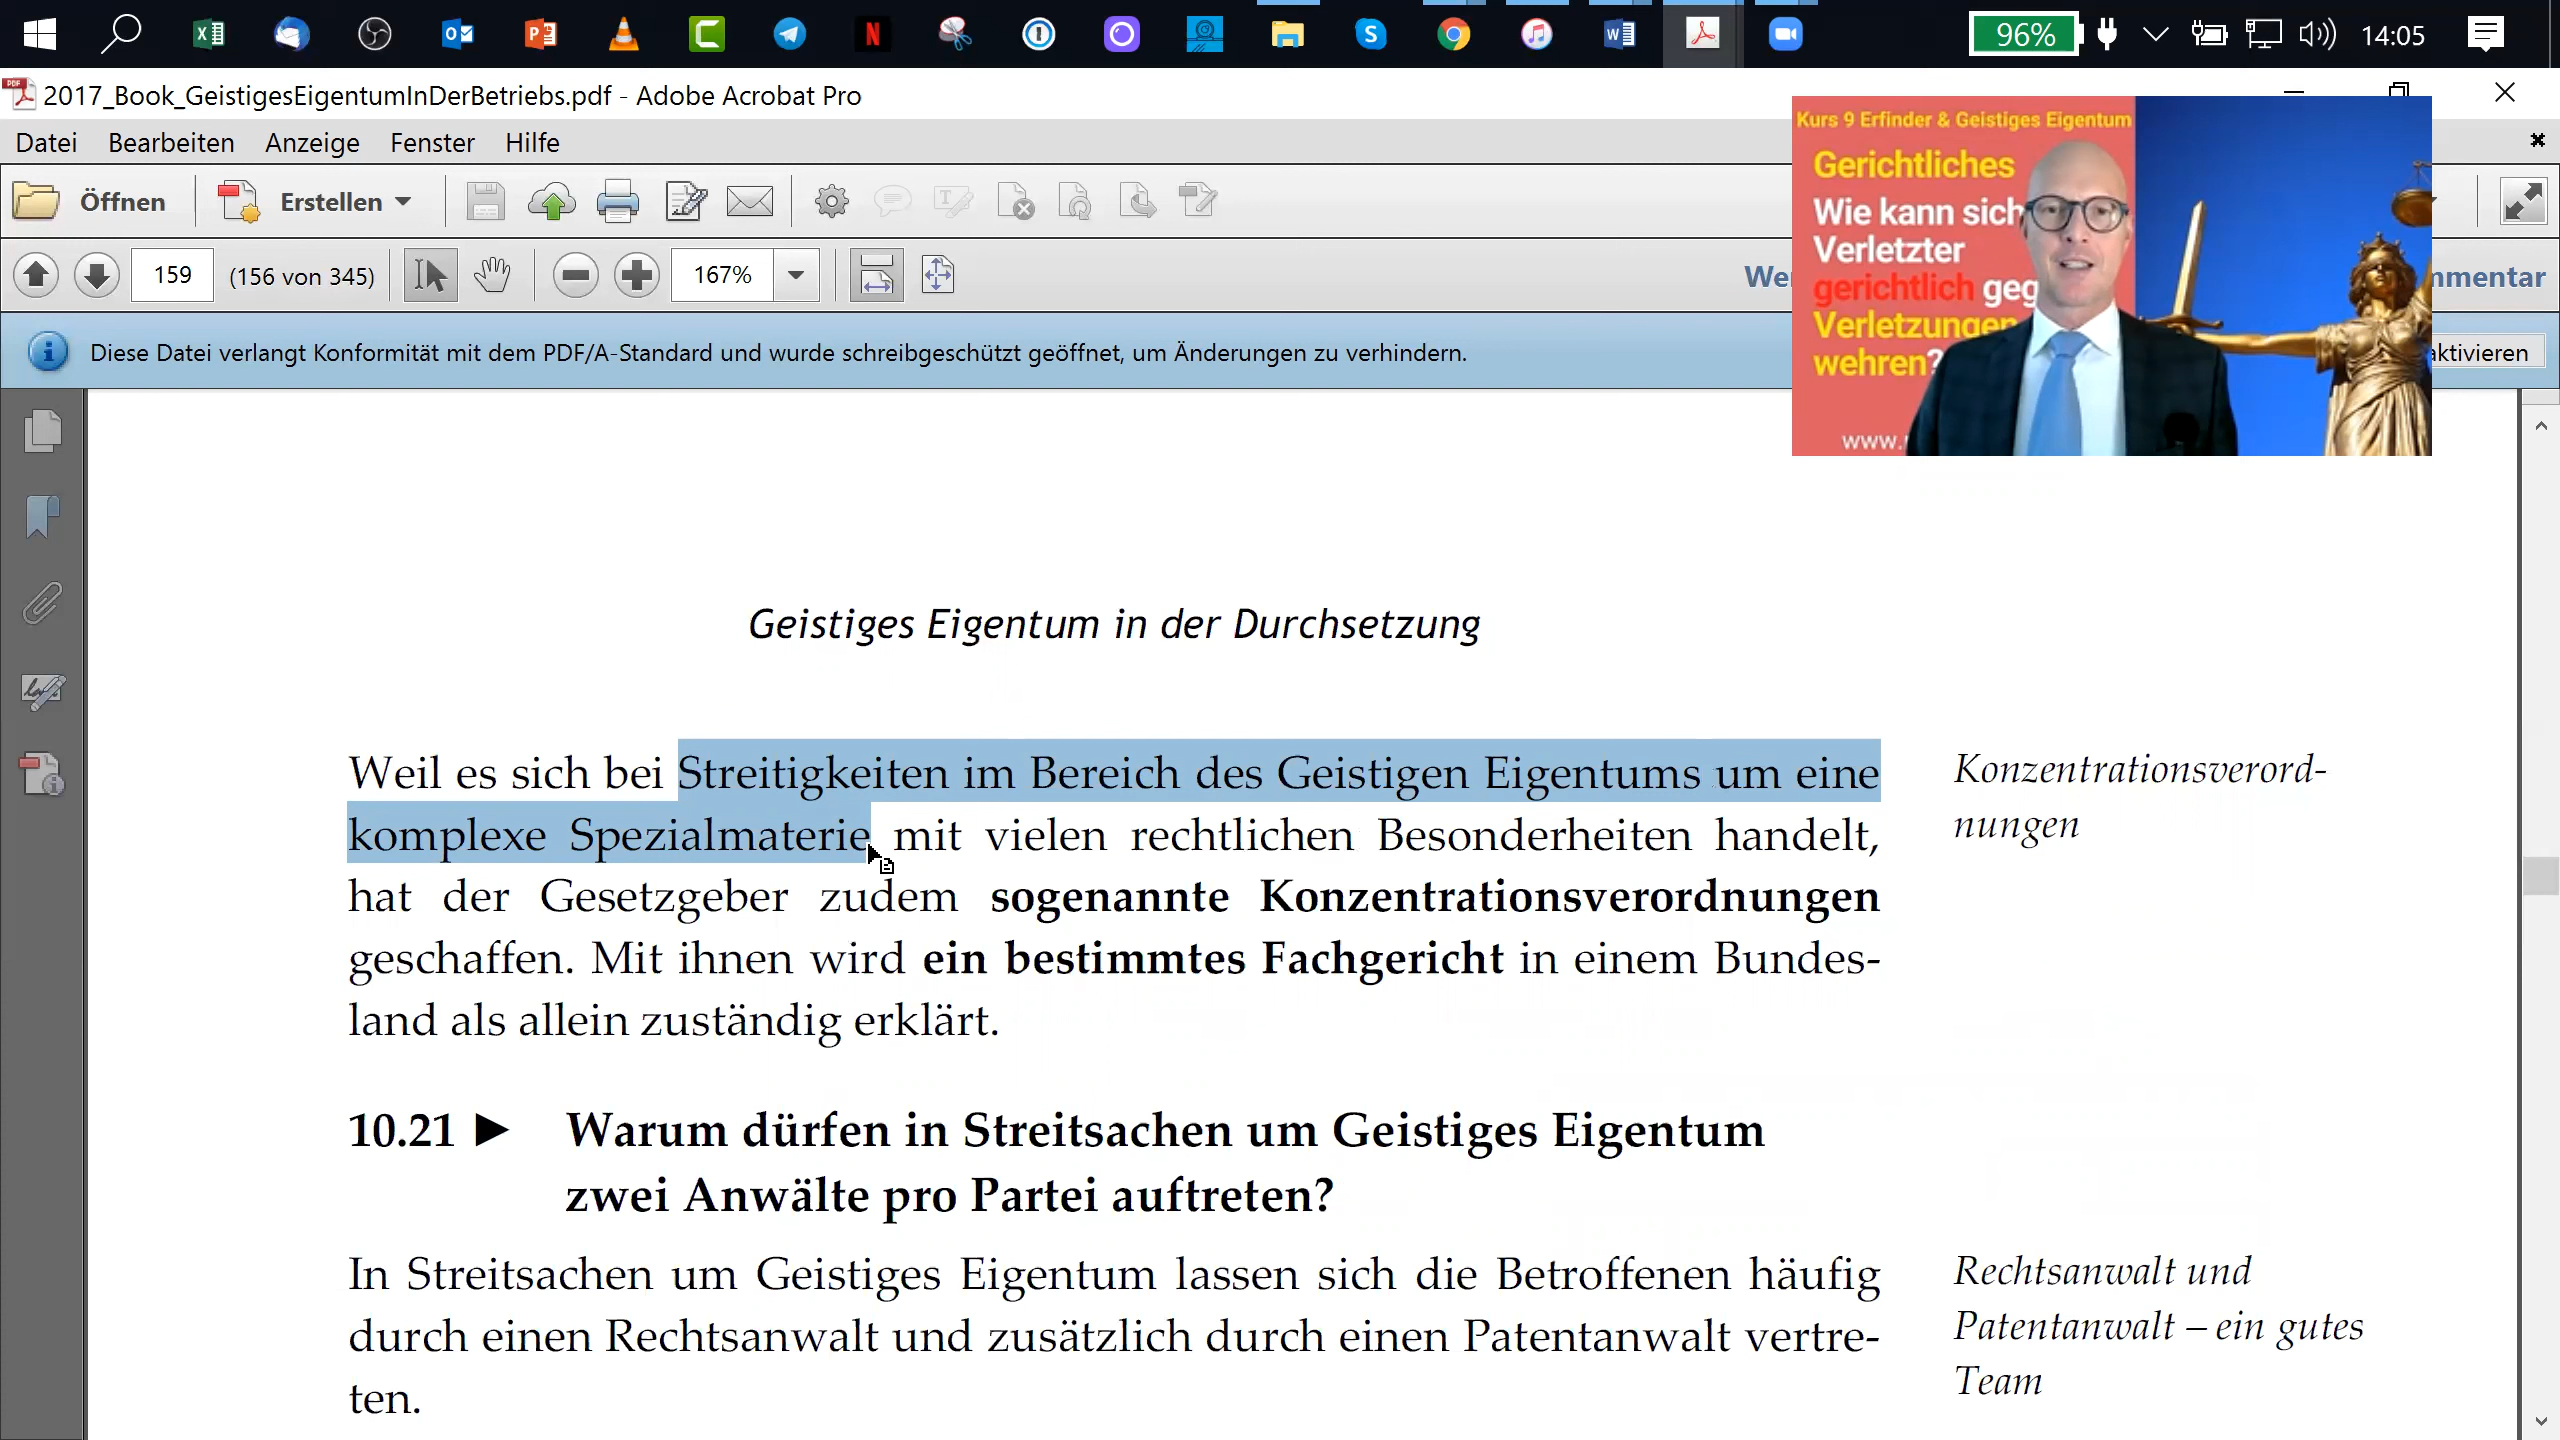 96%
14:05
2017_Book_GeistigesEigentumInDerBetriebs.pdf - Adobe Acrobat Pro
Datei Bearbeiten Anzeige Fenster Hilfe
Öffnen
Erstellen
159
(156 von 345)
167%
Diese Datei verlangt Konformität mit dem PDF/A-Standard und wurde schreibgeschützt geöffnet, um Änderungen zu verhindern.
Kurs 9 Erfinder & Geistiges Eigentum
Gerichtliches
Wie kann sich
Verletzter
gerichtlich geg
Verletzungen
wehren?
www.
Geistiges Eigentum in der Durchsetzung
Weil es sich bei Streitigkeiten im Bereich des Geistigen Eigentums um eine
komplexe Spezialmaterie mit vielen rechtlichen Besonderheiten handelt,
hat der Gesetzgeber zudem sogenannte Konzentrationsverordnungen
geschaffen. Mit ihnen wird ein bestimmtes Fachgericht in einem Bundes-
land als allein zuständig erklärt.
Konzentrationsverord-
nungen
10.21 ► Warum dürfen in Streitsachen um Geistiges Eigentum
zwei Anwälte pro Partei auftreten?
In Streitsachen um Geistiges Eigentum lassen sich die Betroffenen häufig
durch einen Rechtsanwalt und zusätzlich durch einen Patentanwalt vertre-
ten.
Rechtsanwalt und
Patentanwalt – ein gutes
Team